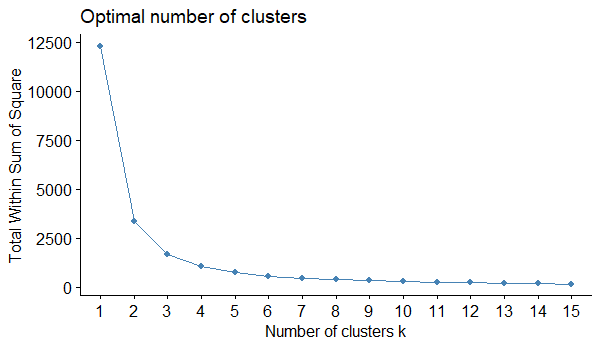 Optimal number of clusters
Total Within Sum of Square
12500
10000
7500
5000
2500
0
1 2 3 4 5 6 7 8 9 10 11 12 13 14 15
Number of clusters k